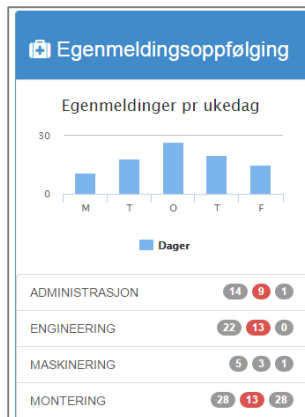 Egenmeldingsoppfølging
Egenmeldinger pr ukedag
30
0
M T O T F
Dager
ADMINISTRASJON 14 9 1
ENGINEERING 22 13 0
MASKINERING 5 3 1
MONTERING 28 13 28